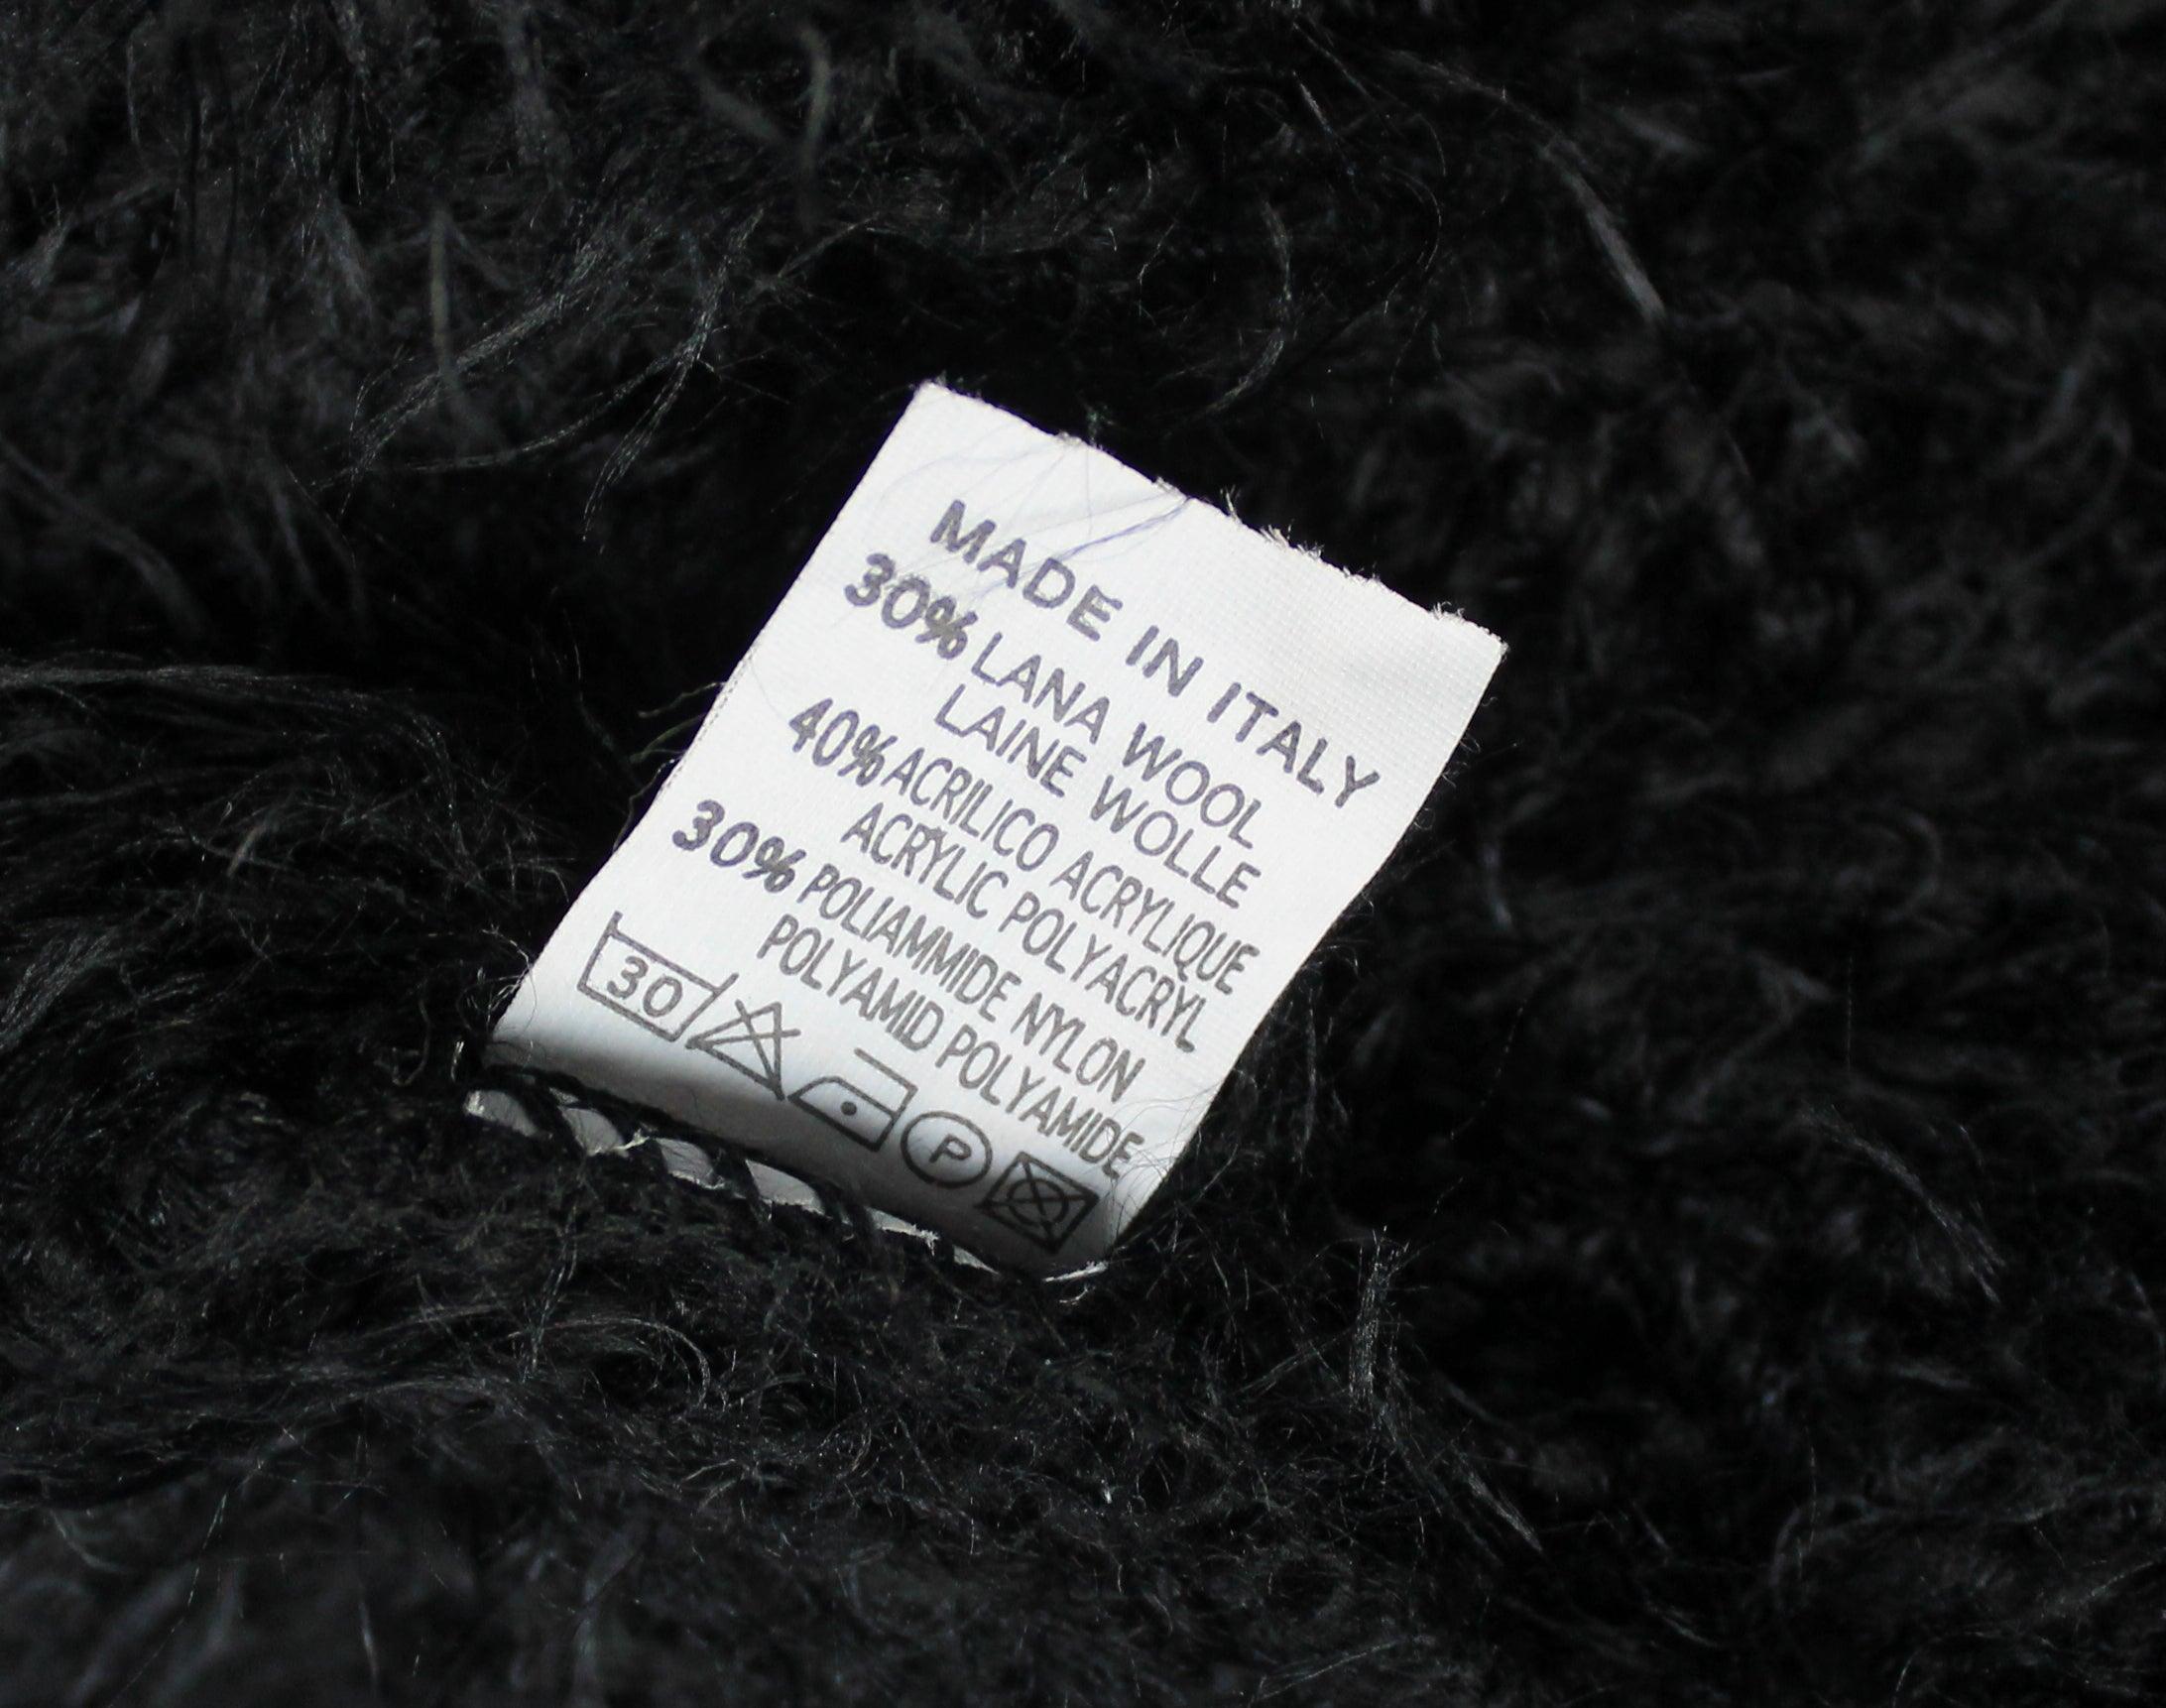 MADE IN ITALY
30% LANA WOOL
LAINE WOLLE
40% ACRILICO ACRYLIQUE
ACRYLIC POLYACRYL
30% POLIAMMIDE NYLON
POLYAMID POLYAMIDE
30 P